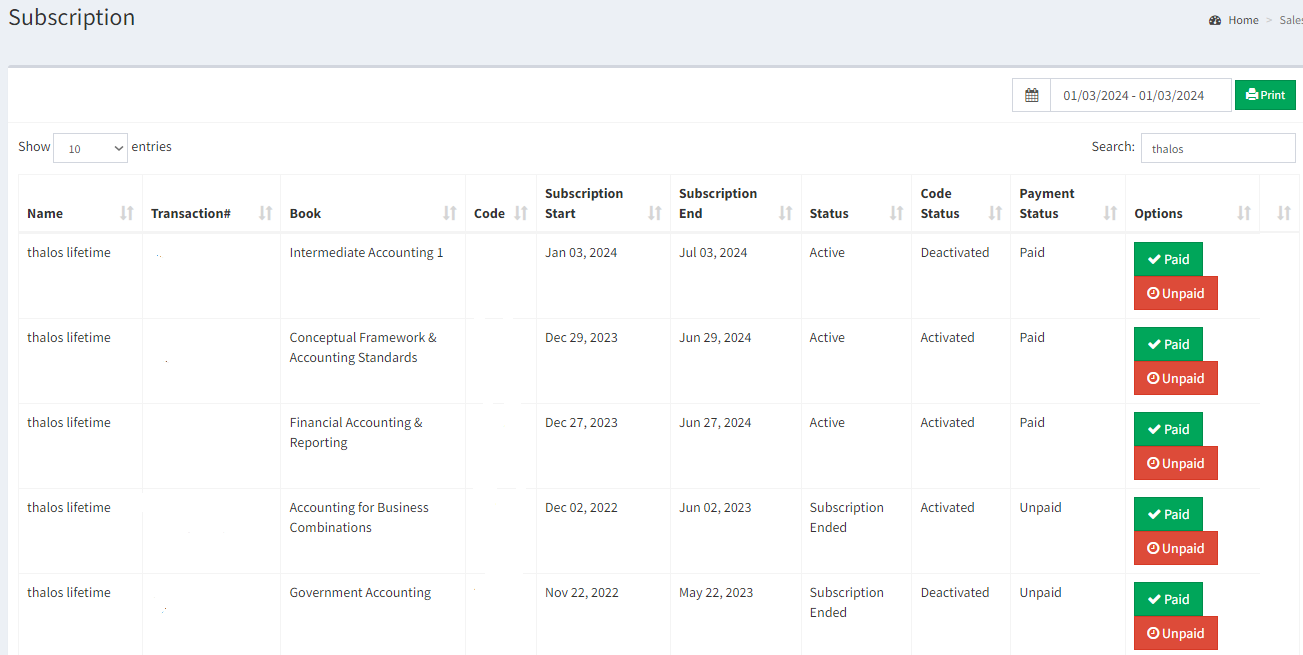 Subscription
Home > Sales
01/03/2024 - 01/03/2024 Print
Show 10 entries Search: thalos
Name Transaction# Book Code Subscription Start Subscription End Status Code Status Payment Status Options
thalos lifetime Intermediate Accounting 1 Jan 03, 2024 Jul 03, 2024 Active Deactivated Paid Paid
Unpaid
thalos lifetime Conceptual Framework & Dec 29, 2023 Jun 29, 2024 Active Activated Paid Paid
Accounting Standards
Unpaid
thalos lifetime Financial Accounting & Dec 27, 2023 Jun 27, 2024 Active Activated Paid Paid
Reporting
Unpaid
thalos lifetime Accounting for Business Dec 02, 2022 Jun 02, 2023 Subscription Activated Unpaid Paid
Combinations Ended
Unpaid
thalos lifetime Government Accounting Nov 22, 2022 May 22, 2023 Subscription Deactivated Unpaid Paid
Ended
Unpaid